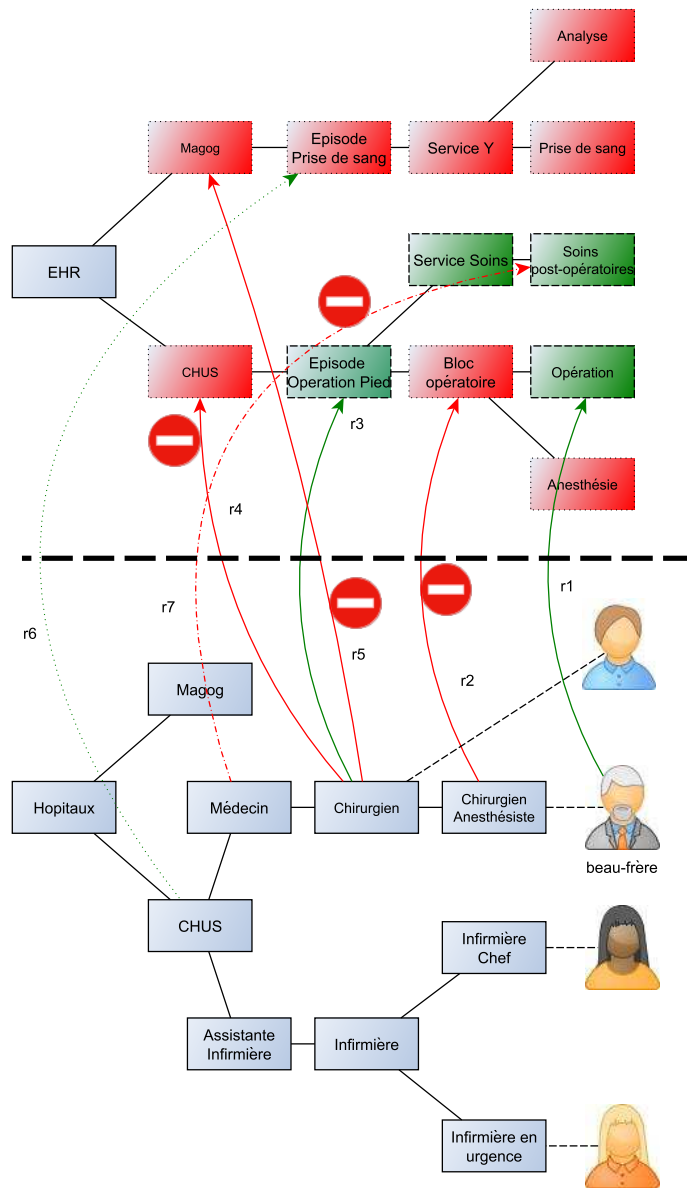 Analyse
Magog
Episode
Prise de sang
Service Y
Prise de sang
EHR
Service Soins
Soins
post-opératoires
CHUS
Episode
Operation Pied
Bloc
opératoire
Opération
r3
Anesthésie
r4
r1
r7
r6
r5
r2
Magog
Hopitaux
Médecin
Chirurgien
Chirurgien
Anesthésiste
beau-frère
CHUS
Infirmière
Chef
Assistante
Infirmière
Infirmière
Infirmière en
urgence